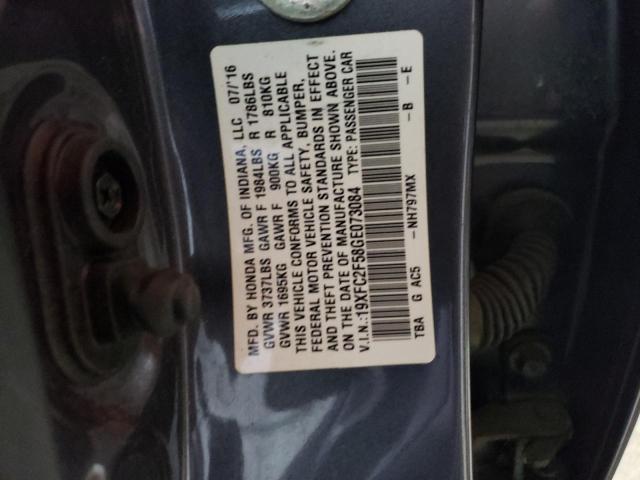 MFD. BY HONDA MFG. OF INDIANA, LLC 07/'16
GVWR 3737LBS GAWR F 1984LBS R 1786LBS
GVWR 1695KG GAWR F 900KG R 810KG
THIS VEHICLE CONFORMS TO ALL APPLICABLE
FEDERAL MOTOR VEHICLE SAFETY, BUMPER,
AND THEFT PREVENTION STANDARDS IN EFFECT
ON THE DATE OF MANUFACTURE SHOWN ABOVE.
V.I.N.:19XFC2F58GE073084 TYPE: PASSENGER CAR
TBA G AC5 -NH797MX -B -E